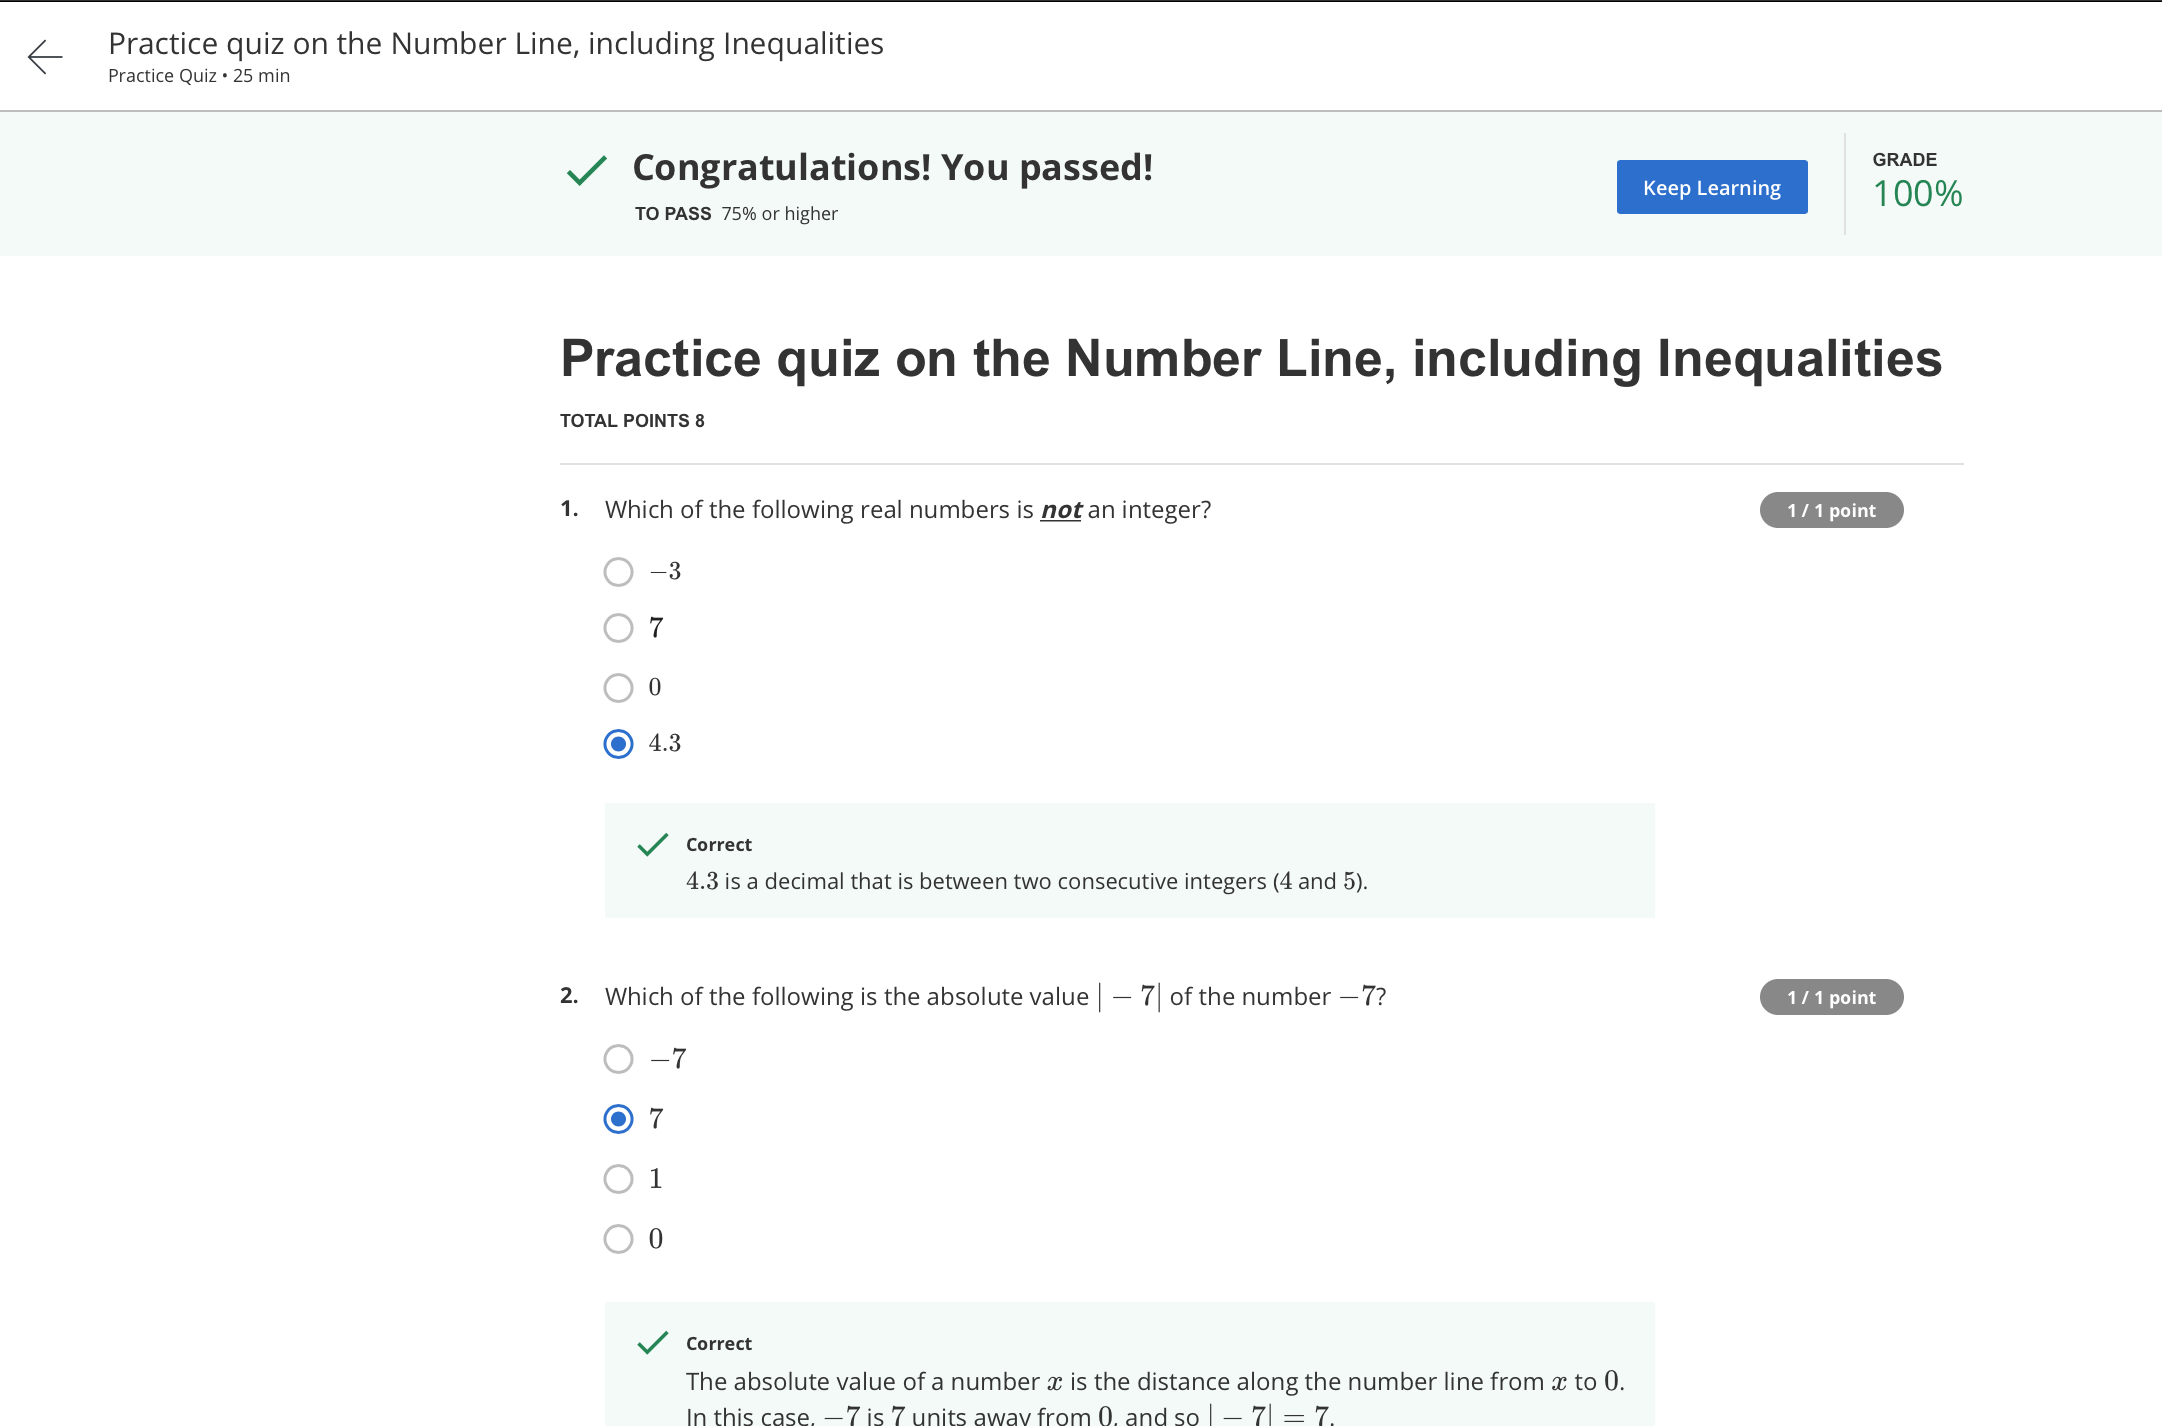 Practice quiz on the Number Line, including Inequalities
Practice Quiz • 25 min
Congratulations! You passed!
TO PASS 75% or higher
Keep Learning
GRADE
100%
Practice quiz on the Number Line, including Inequalities
TOTAL POINTS 8
1. Which of the following real numbers is not an integer?
1 / 1 point
−3
7
0
4.3
Correct
4.3 is a decimal that is between two consecutive integers (4 and 5).
2. Which of the following is the absolute value | − 7| of the number −7?
1 / 1 point
−7
7
1
0
Correct
The absolute value of a number x is the distance along the number line from x to 0.
In this case, −7 is 7 units away from 0, and so | − 7| = 7.